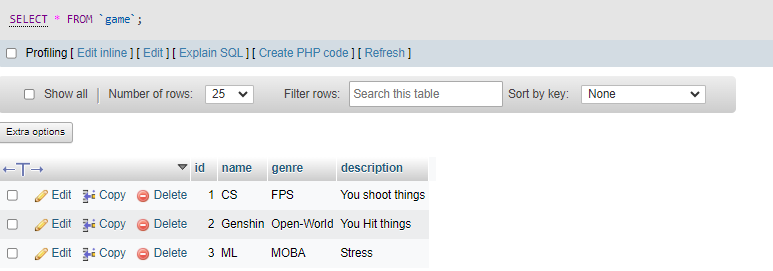 SELECT * FROM `game`;
Profiling [ Edit inline ] [ Edit ] [ Explain SQL ] [ Create PHP code ] [ Refresh ]
Show all Number of rows: 25 Filter rows: Search this table Sort by key: None
Extra options
←T→ id name genre description
Edit Copy Delete 1 CS FPS You shoot things
Edit Copy Delete 2 Genshin Open-World You Hit things
Edit Copy Delete 3 ML MOBA Stress